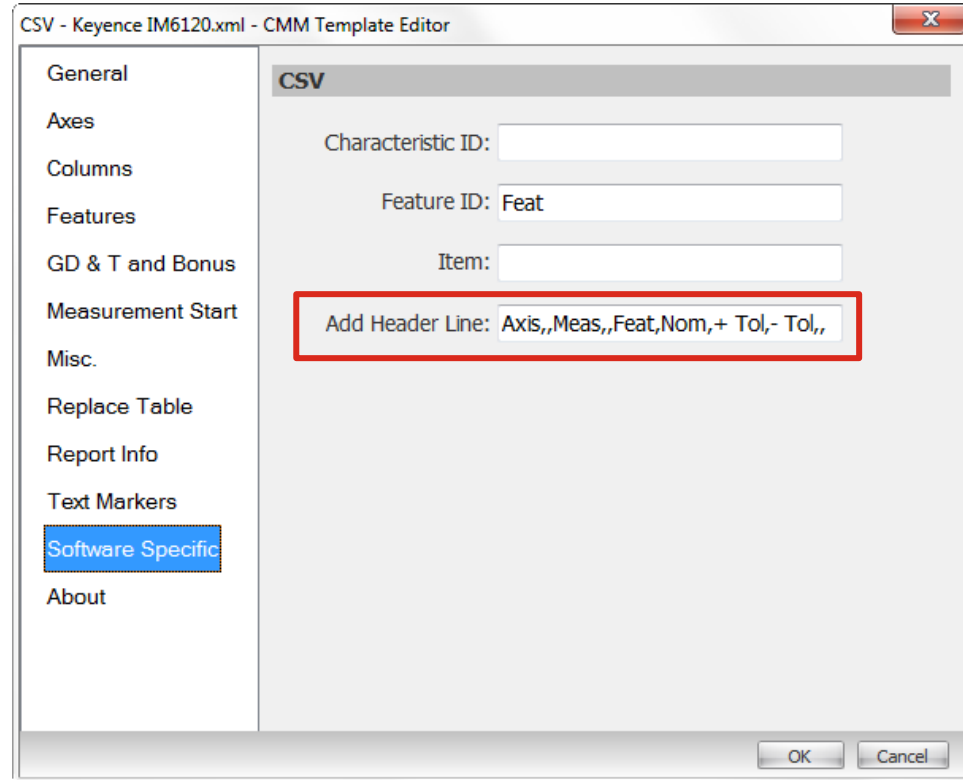 CSV - Keyence IM6120.xml - CMM Template Editor
General
Axes
Columns
Features
GD & T and Bonus
Measurement Start
Misc.
Replace Table
Report Info
Text Markers
Software Specific
About
CSV
Characteristic ID:
Feature ID: Feat
Item:
Add Header Line: Axis,,Meas,,Feat,Nom,+ Tol,- Tol,,
OK Cancel